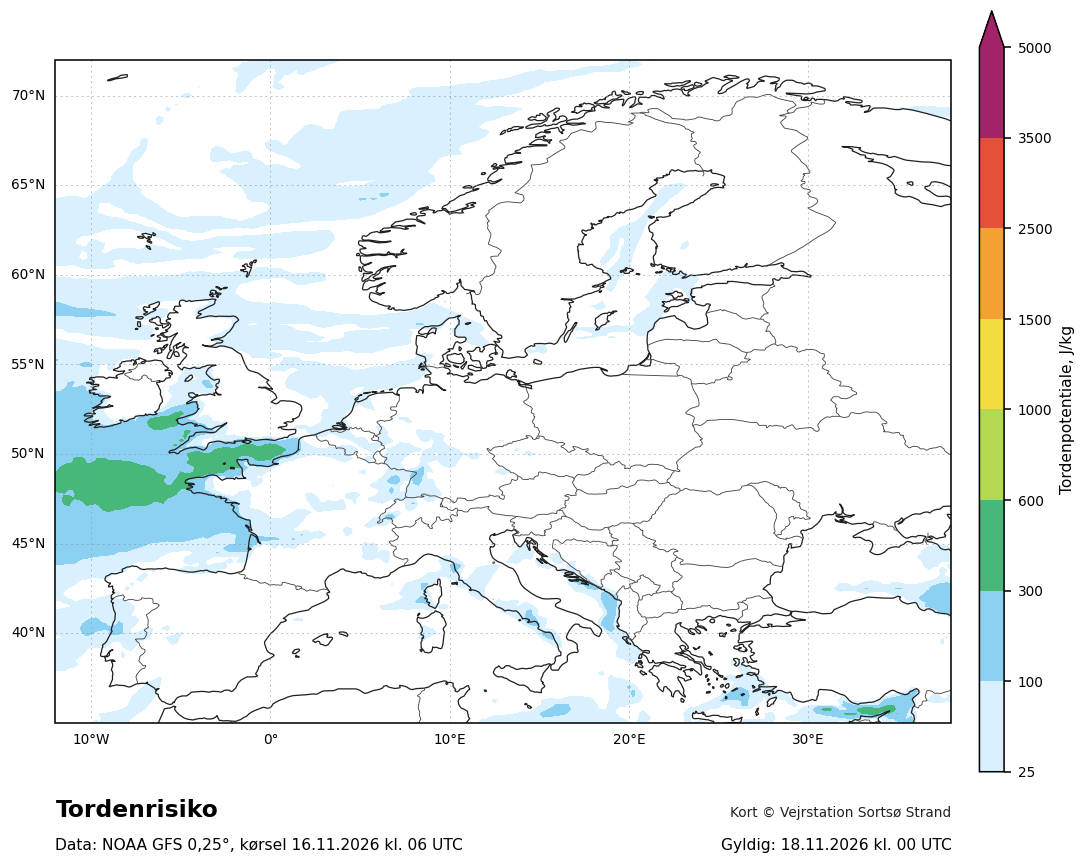 70°N
65°N
60°N
55°N
50°N
45°N
40°N
10°W
0°
10°E
20°E
30°E
5000
3500
2500
1500
1000
600
300
100
25
Tordenpotentiale, J/kg
Tordenrisiko
Kort © Vejrstation Sortsø Strand
Data: NOAA GFS 0,25°, kørsel 16.11.2026 kl. 06 UTC
Gyldig: 18.11.2026 kl. 00 UTC